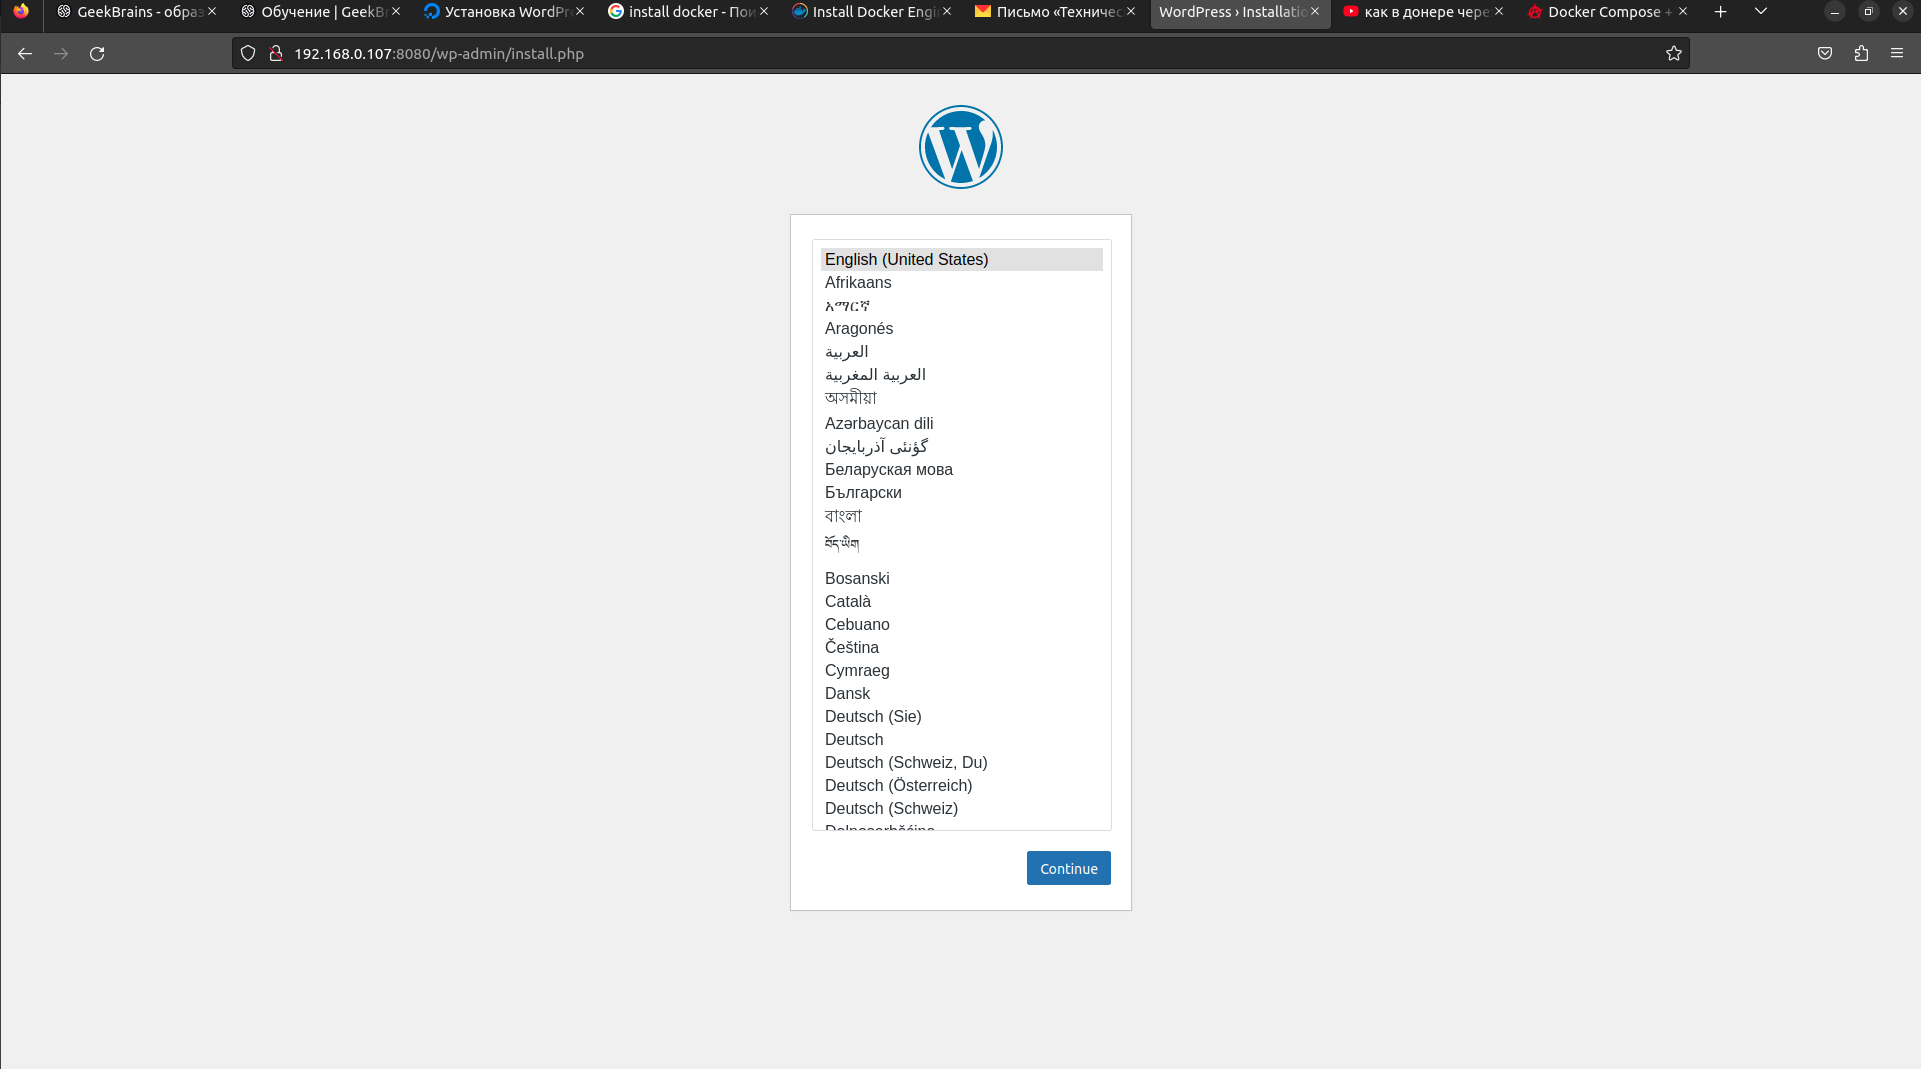 GeekBrains - образ
Обучение | GeekBr
Установка WordPr
install docker - Пои
Install Docker Engi
Письмо «Техничес
WordPress › Installatio
как в донере чере
Docker Compose +
192.168.0.107:8080/wp-admin/install.php
English (United States)
Afrikaans
አማርኛ
Aragonés
العربية
العربية المغربية
অসমীয়া
Azərbaycan dili
گؤنئی آذربایجان
Беларуская мова
Български
বাংলা
བོད་ཡིག
Bosanski
Català
Cebuano
Čeština
Cymraeg
Dansk
Deutsch (Sie)
Deutsch
Deutsch (Schweiz, Du)
Deutsch (Österreich)
Deutsch (Schweiz)
Dolnoserbšćina
Continue